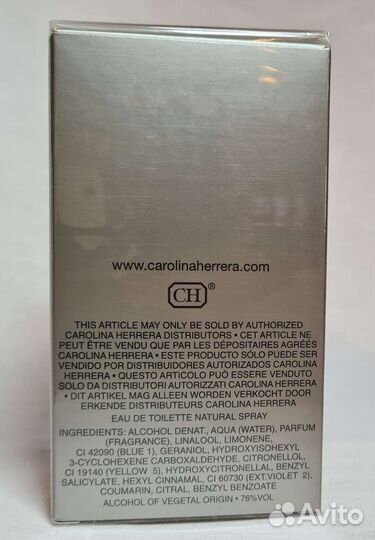 www.carolinaherrera.com
CH®
THIS ARTICLE MAY ONLY BE SOLD BY AUTHORIZED
CAROLINA HERRERA DISTRIBUTORS • CET ARTICLE NE
PEUT ÊTRE VENDU QUE PAR LES DÉPOSITAIRES AGRÉÉS
CAROLINA HERRERA • ESTE PRODUCTO SÓLO PUEDE SER
VENDIDO POR DISTRIBUIDORES AUTORIZADOS CAROLINA
HERRERA • QUESTO ARTICOLO PUÒ ESSERE VENDUTO
SOLO DA DISTRIBUTORI AUTORIZZATI CAROLINA HERRERA
• DIT ARTIKEL MAG ALLEEN WORDEN VERKOCHT DOOR
ERKENDE DISTRIBUTEURS CAROLINA HERRERA
EAU DE TOILETTE NATURAL SPRAY
INGREDIENTS: ALCOHOL DENAT., AQUA (WATER), PARFUM
(FRAGRANCE), LINALOOL, LIMONENE,
CI 42090 (BLUE 1), GERANIOL, HYDROXYISOHEXYL
3-CYCLOHEXENE CARBOXALDEHYDE, CITRONELLOL,
CI 19140 (YELLOW 5), HYDROXYCITRONELLAL, BENZYL
SALICYLATE, HEXYL CINNAMAL, CI 60730 (EXT.VIOLET 2),
COUMARIN, CITRAL, BENZYL BENZOATE
ALCOHOL OF VEGETAL ORIGIN • 76%VOL
Avito